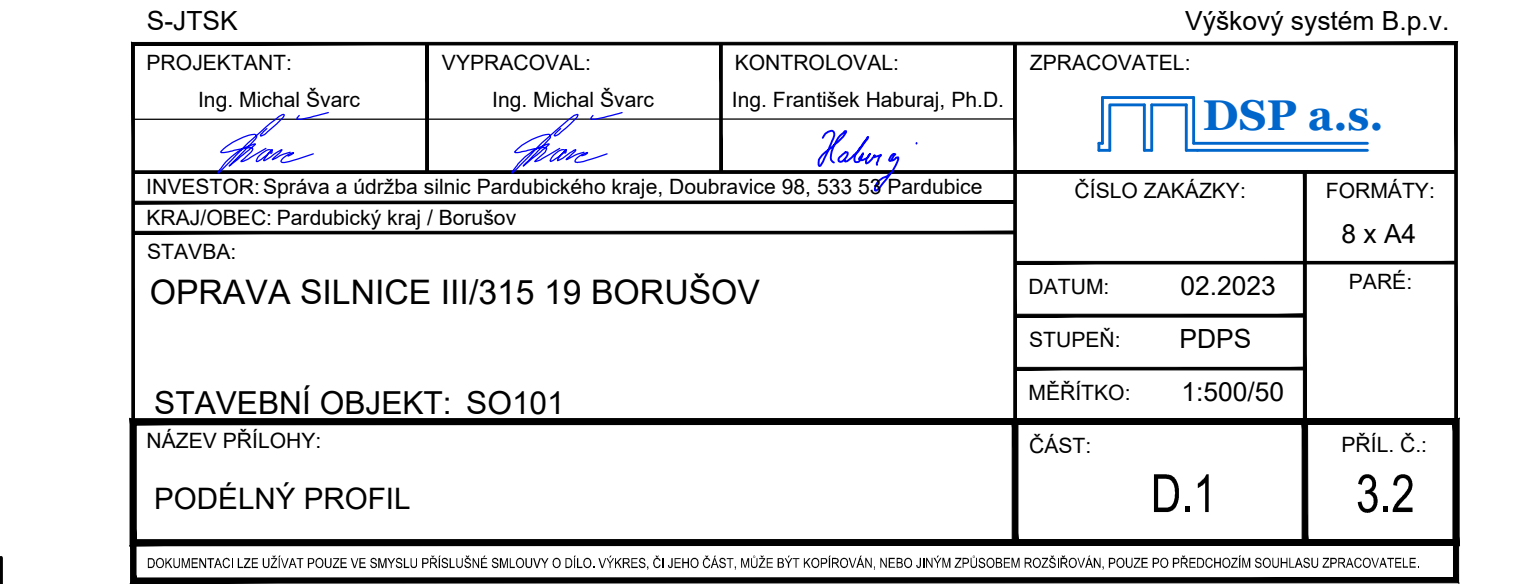 S-JTSK
Výškový systém B.p.v.
PROJEKTANT:
Ing. Michal Švarc
VYPRACOVAL:
Ing. Michal Švarc
KONTROLOVAL:
Ing. František Haburaj, Ph.D.
ZPRACOVATEL:
DSP a.s.
Švarc
Švarc
Haburaj
INVESTOR: Správa a údržba silnic Pardubického kraje, Doubravice 98, 533 53 Pardubice
KRAJ/OBEC: Pardubický kraj / Borušov
ČÍSLO ZAKÁZKY:
FORMÁTY:
8 x A4
STAVBA:
OPRAVA SILNICE III/315 19 BORUŠOV
STAVEBNÍ OBJEKT: SO101
DATUM: 02.2023
PARÉ:
STUPEŇ: PDPS
MĚŘÍTKO: 1:500/50
NÁZEV PŘÍLOHY:
PODÉLNÝ PROFIL
ČÁST:
D.1
PŘÍL. Č.:
3.2
DOKUMENTACI LZE UŽÍVAT POUZE VE SMYSLU PŘÍSLUŠNÉ SMLOUVY O DÍLO. VÝKRES, ČI JEHO ČÁST, MŮŽE BÝT KOPÍROVÁN, NEBO JINÝM ZPŮSOBEM ROZŠIŘOVÁN, POUZE PO PŘEDCHOZÍM SOUHLASU ZPRACOVATELE.